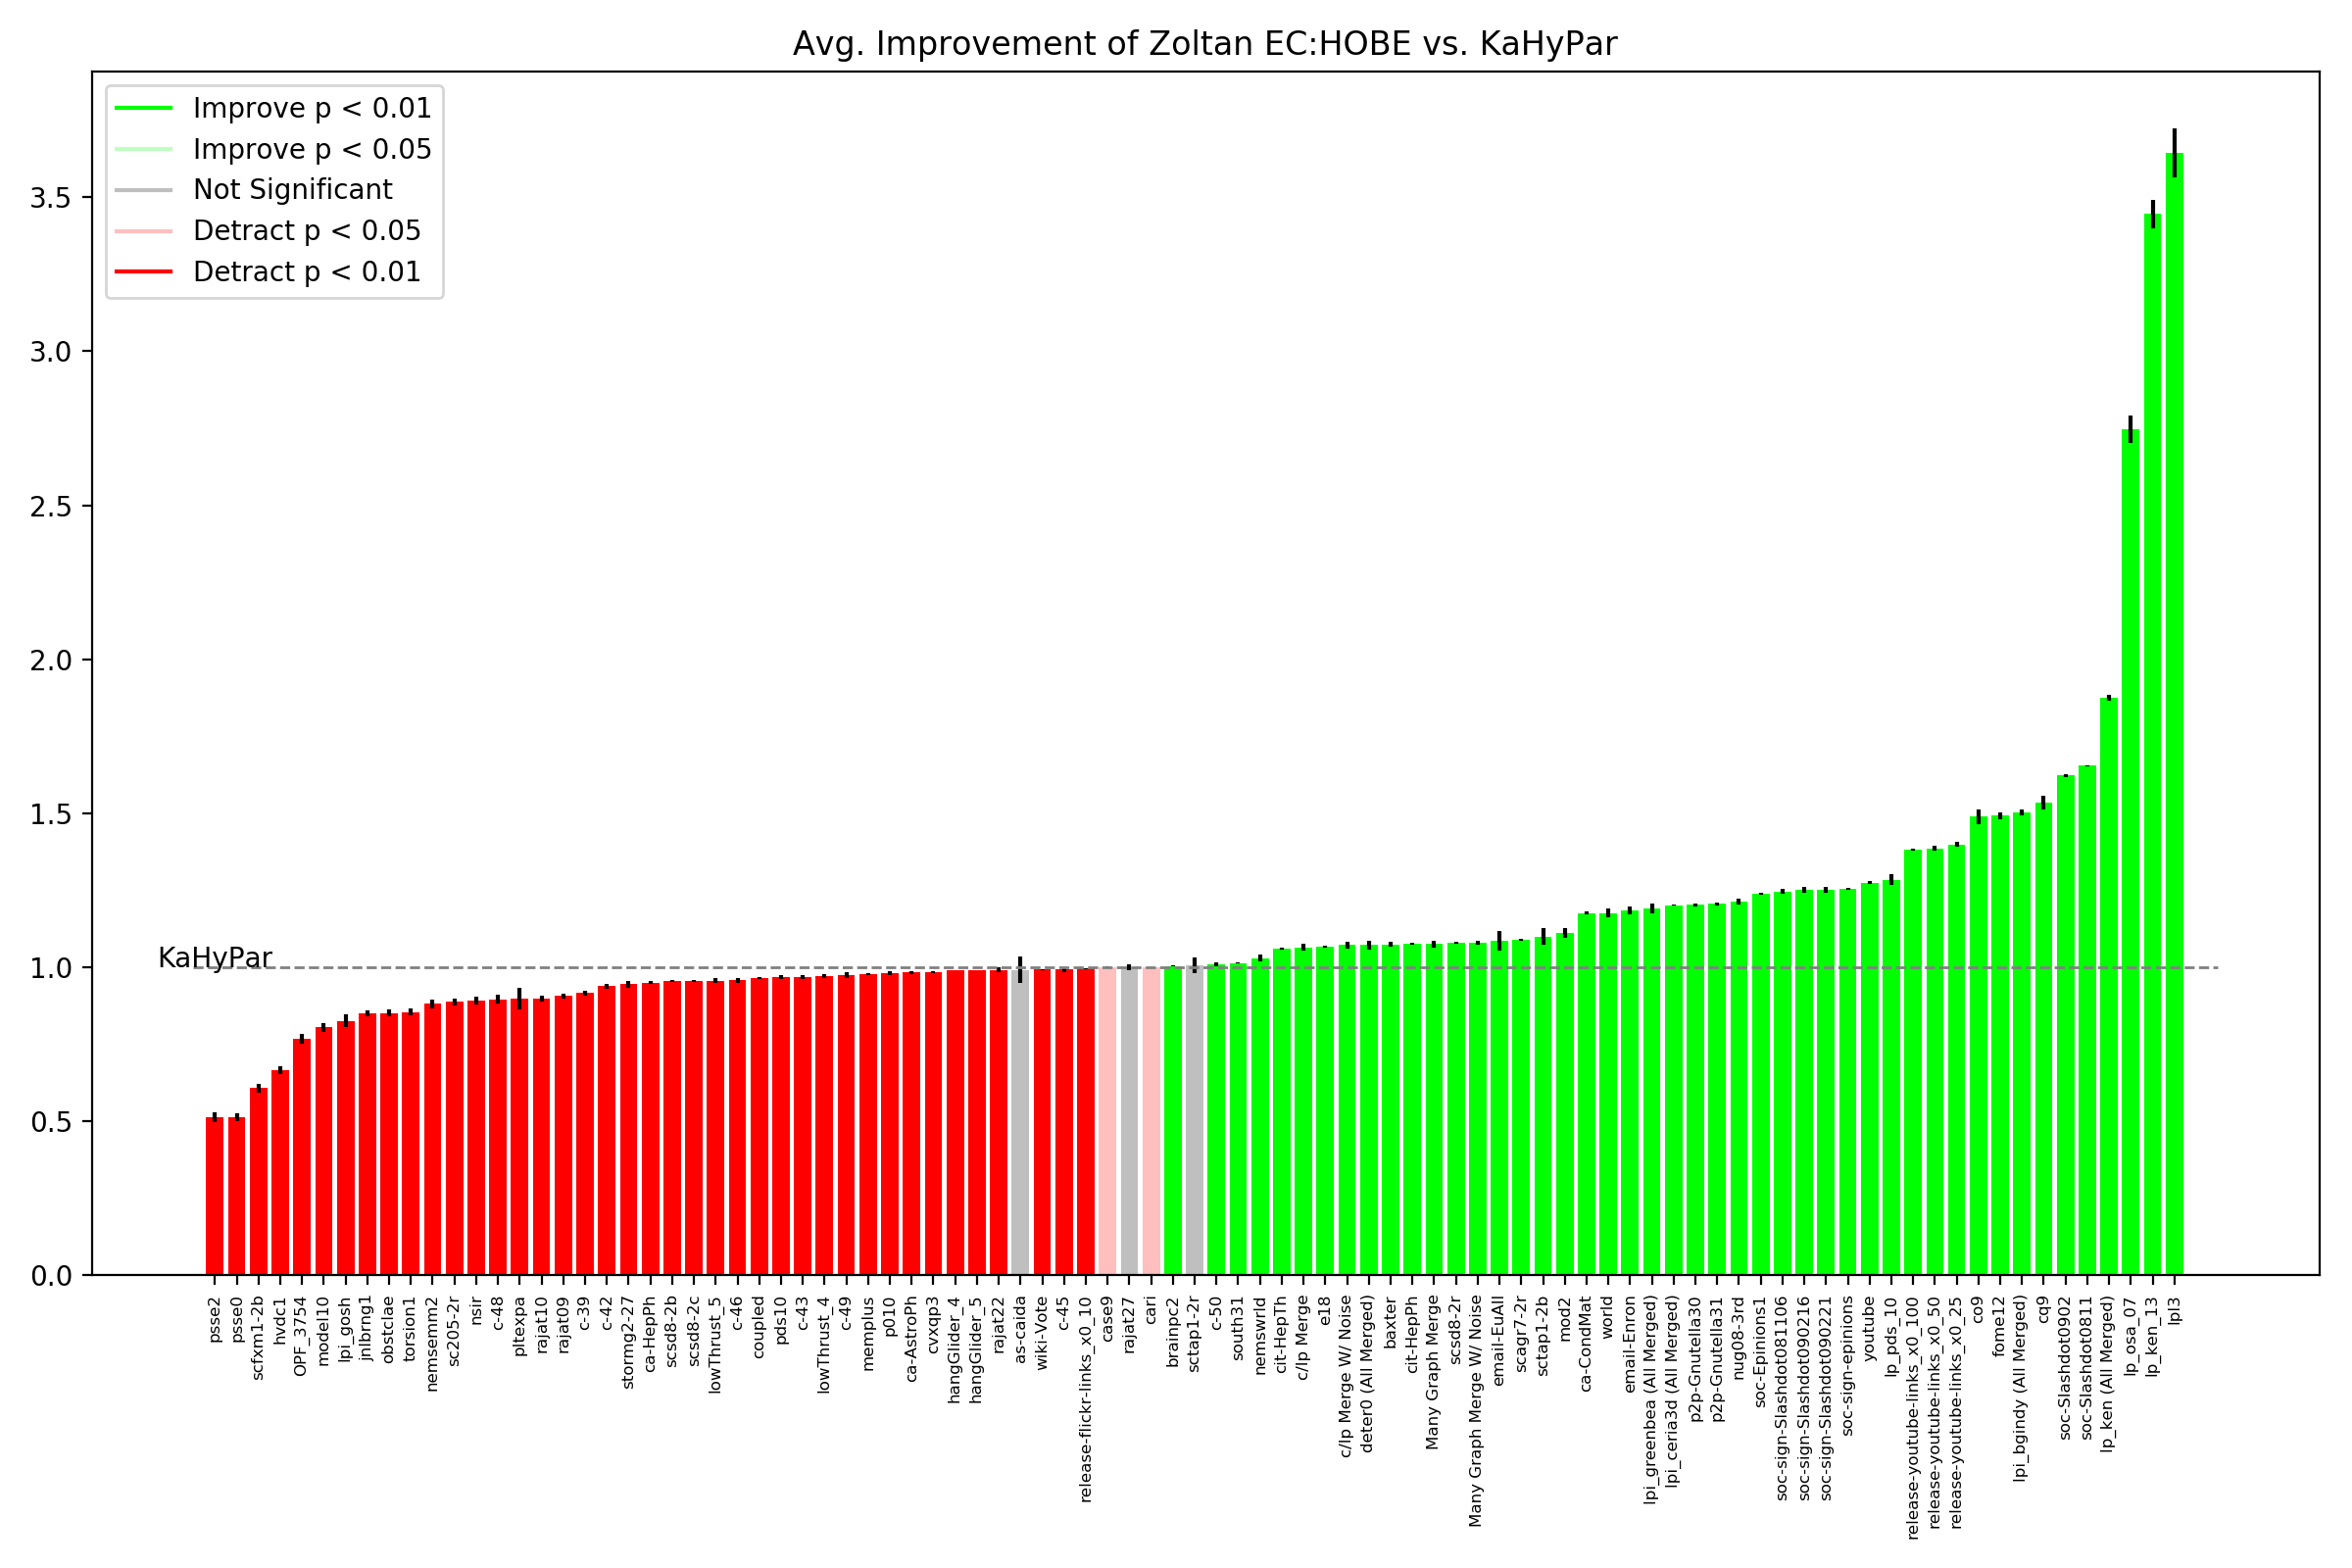 Avg. Improvement of Zoltan EC:HOBE vs. KaHyPar
Improve p < 0.01
Improve p < 0.05
Not Significant
Detract p < 0.05
Detract p < 0.01
3.5
3.0
2.5
2.0
1.5
1.0
0.5
0.0
KaHyPar
psse2
psse0
scfxm1-2b
hvdc1
OPF_3754
model10
lpi_gosh
jnlbrng1
obstclae
torsion1
nemsemm2
sc205-2r
nsir
c-48
pltexpa
rajat10
rajat09
c-39
c-42
stormg2-27
ca-HepPh
scsd8-2b
scsd8-2c
lowThrust_5
c-46
coupled
pds10
c-43
lowThrust_4
c-49
memplus
p010
ca-AstroPh
cvxqp3
hangGlider_4
hangGlider_5
rajat22
as-caida
wiki-Vote
c-45
release-flickr-links_x0_10
case9
rajat27
cari
brainpc2
sctap1-2r
c-50
south31
nemswrld
cit-HepTh
c/lp Merge
e18
c/lp Merge W/ Noise
deter0 (All Merged)
baxter
cit-HepPh
Many Graph Merge
scsd8-2r
Many Graph Merge W/ Noise
email-EuAll
scagr7-2r
sctap1-2b
mod2
ca-CondMat
world
email-Enron
lpi_greenbea (All Merged)
lpi_ceria3d (All Merged)
p2p-Gnutella30
p2p-Gnutella31
nug08-3rd
soc-Epinions1
soc-sign-Slashdot081106
soc-sign-Slashdot090216
soc-sign-Slashdot090221
soc-sign-epinions
youtube
lp_pds_10
release-youtube-links_x0_100
release-youtube-links_x0_50
release-youtube-links_x0_25
co9
fome12
lpi_bgindy (All Merged)
cq9
soc-Slashdot0902
soc-Slashdot0811
lp_ken (All Merged)
lp_osa_07
lp_ken_13
lpl3